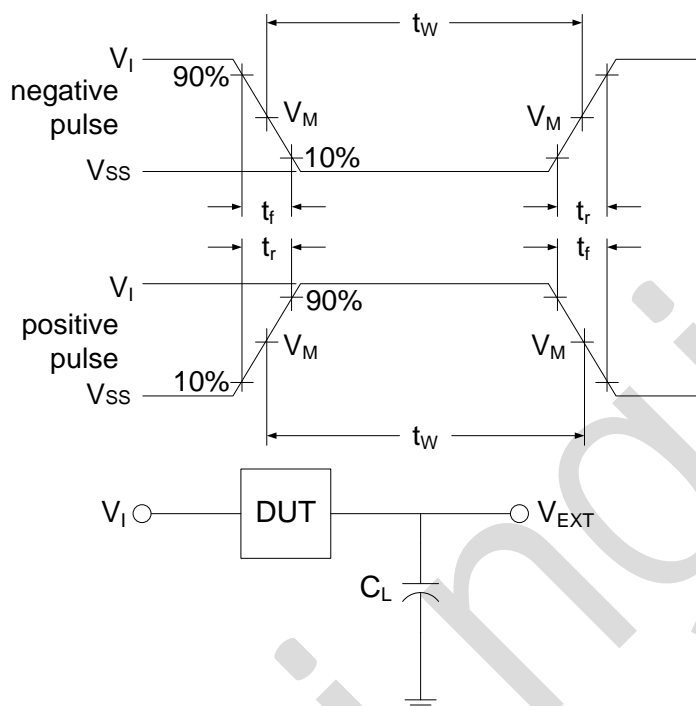 tW
VI
90%
negative
pulse
VM
VM
10%
VSS
tf
tr
tr
tf
VI
90%
positive
pulse
VM
VM
10%
VSS
tW
VI
DUT
VEXT
CL